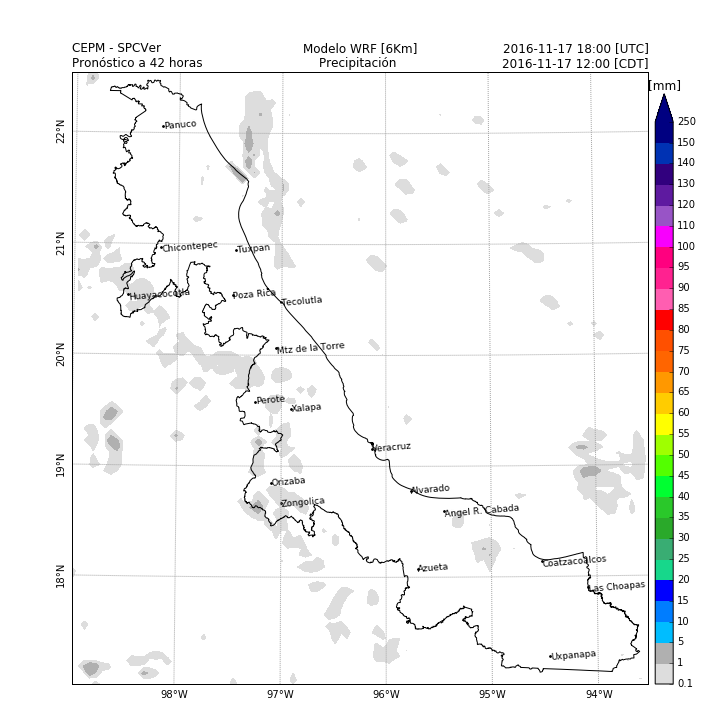 CEPM - SPCVer
Pronóstico a 42 horas
Modelo WRF [6Km]
Precipitación
2016-11-17 18:00 [UTC]
2016-11-17 12:00 [CDT]
[mm]
250
150
140
130
120
110
100
95
90
85
80
75
70
65
60
55
50
45
40
35
30
25
20
15
10
5
1
0.1
22°N
21°N
20°N
19°N
18°N
98°W
97°W
96°W
95°W
94°W
Panuco
Chicontepec
Tuxpan
Huayacocotla
Poza Rica
Tecolutla
Mtz de la Torre
Perote
Xalapa
Veracruz
Orizaba
Alvarado
Zongolica
Angel R. Cabada
Azueta
Coatzacoalcos
Las Choapas
Uxpanapa